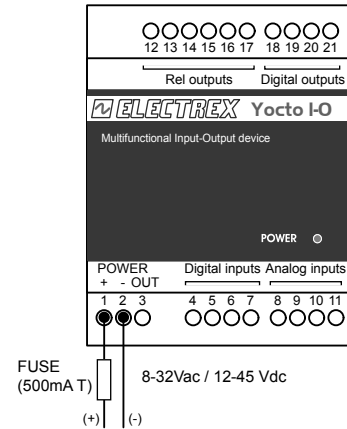 12 13 14 15 16 17 18 19 20 21
Rel outputs Digital outputs
ELECTREX Yocto I-O
Multifunctional Input-Output device
POWER
POWER Digital inputs Analog inputs
+ - OUT
1 2 3 4 5 6 7 8 9 10 11
FUSE
(500mA T)
8-32Vac / 12-45 Vdc
(+) (-)